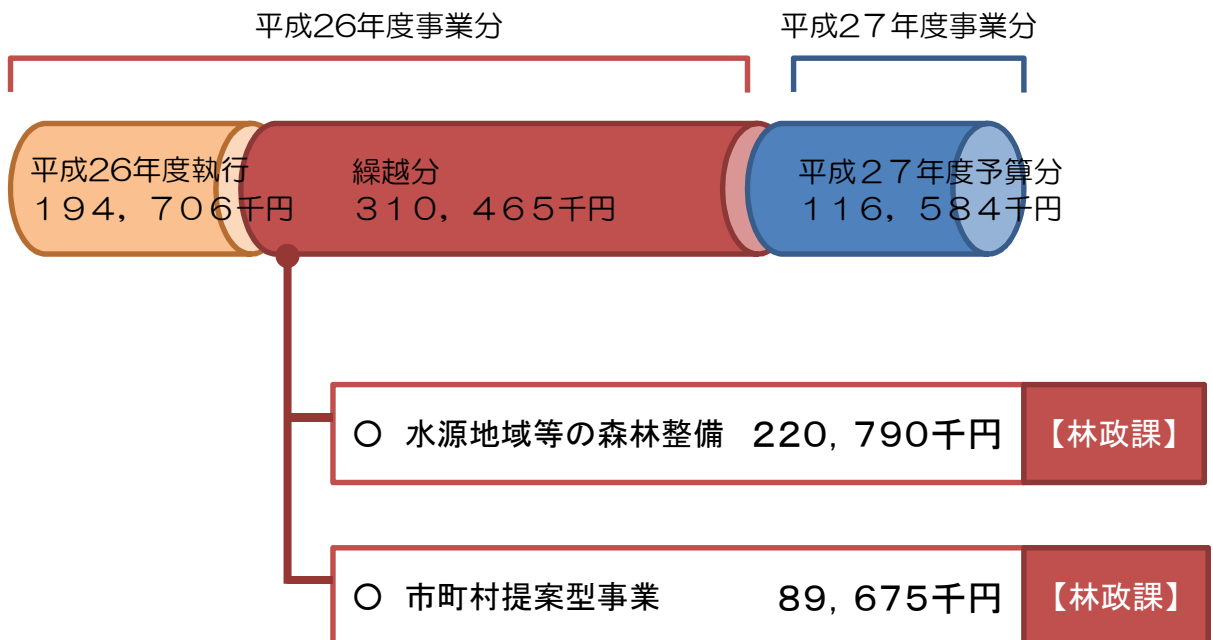 平成26年度事業分
平成２７年度事業分
平成26年度執行
１９４，７０６千円
繰越分
３１０，４６５千円
平成２７年度予算分
１１６，５８４千円
○ 水源地域等の森林整備 220,790千円 【林政課】
○ 市町村提案型事業 89,675千円 【林政課】